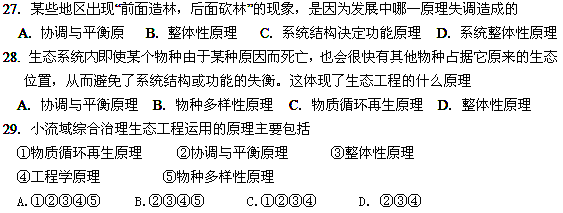 27. 某些地区出现“前面造林，后面砍林”的现象，是因为发展中哪一原理失调造成的
A. 协调与平衡原 B. 整体性原理 C. 系统结构决定功能原理 D. 系统整体性原理
28. 生态系统内即使某个物种由于某种原因而死亡，也会很快有其他物种占据它原来的生态
位置，从而避免了系统结构或功能的失衡。这体现了生态工程的什么原理
A. 协调与平衡原 B. 物种多样性原理 C. 物质循环再生原理 D. 整体性原理
29. 小流域综合治理生态工程运用的原理主要包括
①物质循环再生原理 ②协调与平衡原理 ③整体性原理
④工程学原理 ⑤物种多样性原理
A.①②③④⑤ B.②③④⑤ C.①②③④ D. ②③④